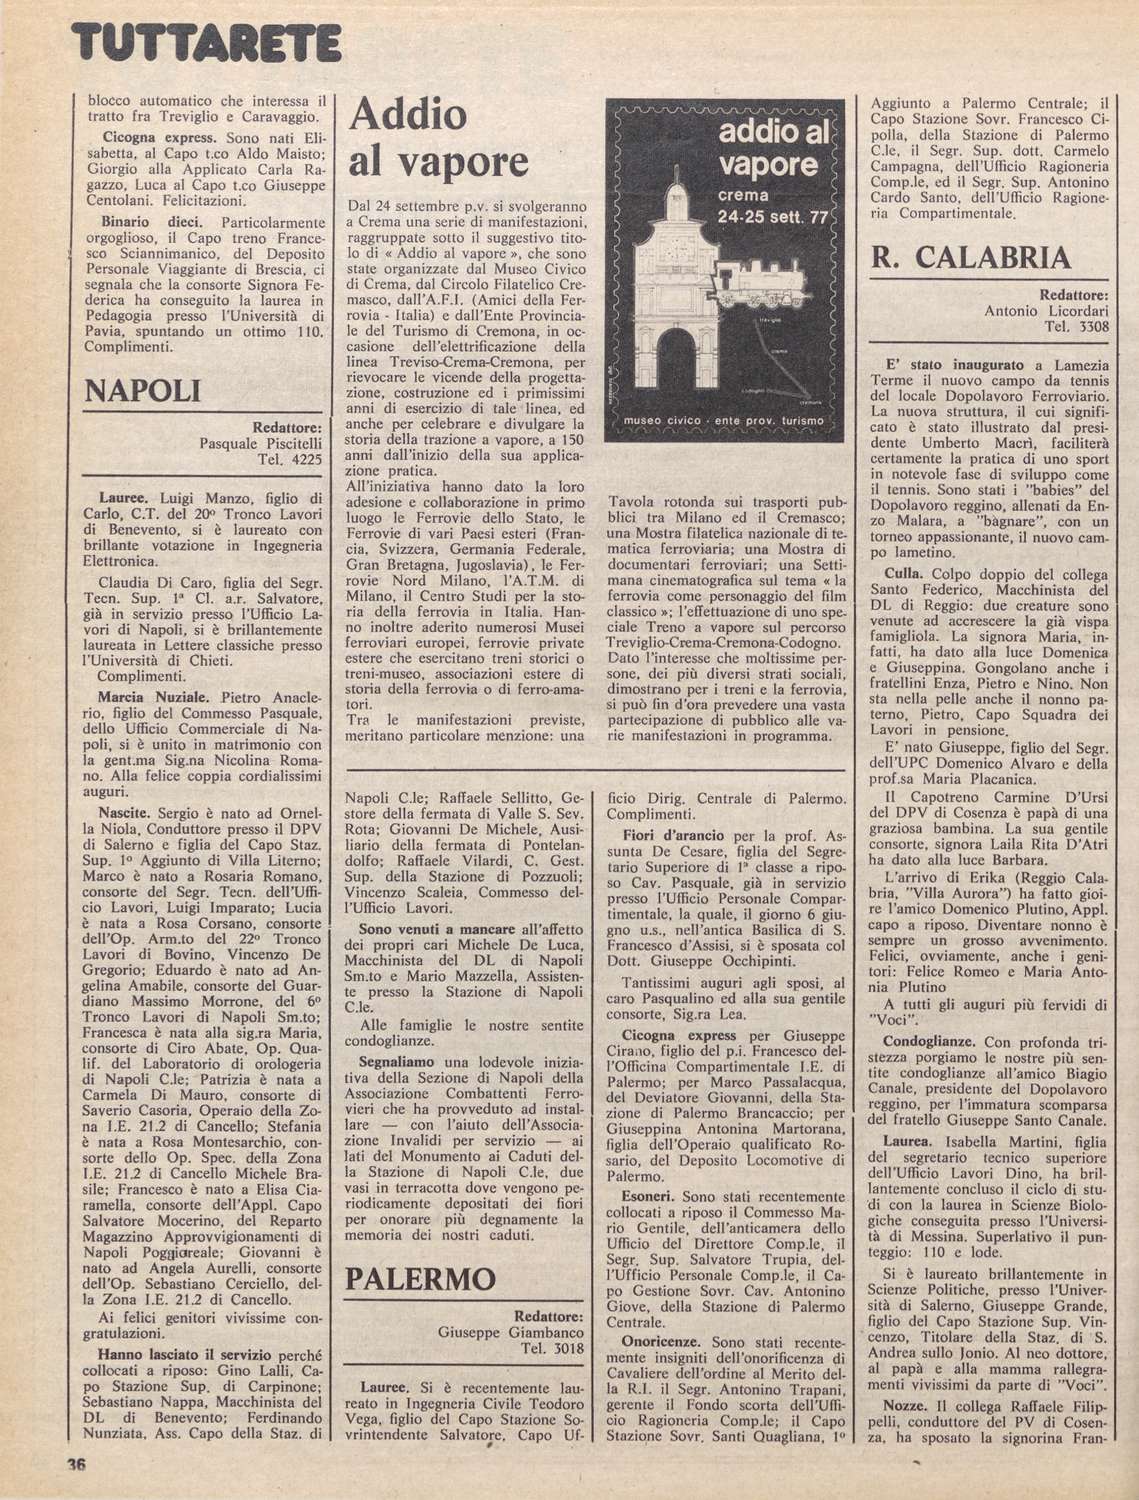 TUTTARETE
blocco automatico che interessa il
tratto fra Treviglio e Caravaggio.
Cicogna express. Sono nati Eli-
sabetta, al Capo t.co Aldo Maisto;
Giorgio alla Applicato Carla Ra-
gazzo, Luca al Capo t.co Giuseppe
Centolani. Felicitazioni.
Binario dieci. Particolarmente
orgoglioso, il Capo treno France-
sco Sciannimanico, del Deposito
Personale Viaggiante di Brescia, ci
segnala che la consorte Signora Fe-
derica ha conseguito la laurea in
Pedagogia presso l'Università di
Pavia, spuntando un ottimo 110.
Complimenti.
NAPOLI
Redattore:
Pasquale Piscitelli
Tel. 4225
Lauree. Luigi Manzo, figlio di
Carlo, C.T. del 20º Tronco Lavori
di Benevento, si è laureato con
brillante votazione in Ingegneria
Elettronica.
Claudia Di Caro, figlia del Segr.
Tecn. Sup. 1ª Cl. a.r. Salvatore,
già in servizio presso l'Ufficio La-
vori di Napoli, si è brillantemente
laureata in Lettere classiche presso
l'Università di Chieti.
Complimenti.
Marcia Nuziale. Pietro Anacle-
rio, figlio del Commesso Pasquale,
dello Ufficio Commerciale di Na-
poli, si è unito in matrimonio con
la gent.ma Sig.na Nicolina Roma-
no. Alla felice coppia cordialissimi
auguri.
Nascite. Sergio è nato ad Ornel-
la Niola, Conduttore presso il DPV
di Salerno e figlia del Capo Staz.
Sup. 1º Aggiunto di Villa Literno;
Marco è nato a Rosaria Romano,
consorte del Segr. Tecn. dell'Uffi-
cio Lavori, Luigi Imparato; Lucia
è nata a Rosa Corsano, consorte
dell'Op. Arm.to del 22º Tronco
Lavori di Bovino, Vincenzo De
Gregorio; Eduardo è nato ad An-
gelina Amabile, consorte del Guar-
diano Massimo Morrone, del 6º
Tronco Lavori di Napoli Sm.to;
Francesca è nata alla sig.ra Maria,
consorte di Ciro Abate, Op. Qua-
lif. del Laboratorio di orologeria
di Napoli C.le; Patrizia è nata a
Carmela Di Mauro, consorte di
Saverio Casoria, Operaio della Zo-
na I.E. 21.2 di Cancello; Stefania
è nata a Rosa Montesarchio, con-
sorte dello Op. Spec. della Zona
I.E. 21.2 di Cancello Michele Bra-
sile; Francesco è nato a Elisa Cia-
ramella, consorte dell'Appl. Capo
Salvatore Mocerino, del Reparto
Magazzino Approvvigionamenti di
Napoli Poggioreale; Giovanni è
nato ad Angela Aurelli, consorte
dell'Op. Sebastiano Cerciello, del-
la Zona I.E. 21.2 di Cancello.
Ai felici genitori vivissime con-
gratulazioni.
Hanno lasciato il servizio perché
collocati a riposo: Gino Lalli, Ca-
po Stazione Sup. di Carpinone;
Sebastiano Nappa, Macchinista del
DL di Benevento; Ferdinando
Nunziata, Ass. Capo della Staz. di
Addio
al vapore
Dal 24 settembre p.v. si svolgeranno
a Crema una serie di manifestazioni,
raggruppate sotto il suggestivo tito-
lo di « Addio al vapore », che sono
state organizzate dal Museo Civico
di Crema, dal Circolo Filatelico Cre-
masco, dall'A.F.I. (Amici della Fer-
rovia - Italia) e dall'Ente Provincia-
le del Turismo di Cremona, in oc-
casione dell'elettrificazione della
linea Treviso-Crema-Cremona, per
rievocare le vicende della progetta-
zione, costruzione ed i primissimi
anni di esercizio di tale linea, ed
anche per celebrare e divulgare la
storia della trazione a vapore, a 150
anni dall'inizio della sua applica-
zione pratica.
All'iniziativa hanno dato la loro
adesione e collaborazione in primo
luogo le Ferrovie dello Stato, le
Ferrovie di vari Paesi esteri (Fran-
cia, Svizzera, Germania Federale,
Gran Bretagna, Jugoslavia), le Fer-
rovie Nord Milano, l'A.T.M. di
Milano, il Centro Studi per la sto-
ria della ferrovia in Italia. Han-
no inoltre aderito numerosi Musei
ferroviari europei, ferrovie private
estere che esercitano treni storici o
treni-museo, associazioni estere di
storia della ferrovia o di ferro-ama-
tori.
Tra le manifestazioni previste,
meritano particolare menzione: una
addio al
vapore
crema
24-25 sett. 77
treviglio
crema
cremona
museo civico - ente prov. turismo
Tavola rotonda sui trasporti pub-
blici tra Milano ed il Cremasco;
una Mostra filatelica nazionale di te-
matica ferroviaria; una Mostra di
documentari ferroviari; una Setti-
mana cinematografica sul tema « la
ferrovia come personaggio del film
classico »; l'effettuazione di uno spe-
ciale Treno a vapore sul percorso
Treviglio-Crema-Cremona-Codogno.
Dato l'interesse che moltissime per-
sone, dei più diversi strati sociali,
dimostrano per i treni e la ferrovia,
si può fin d'ora prevedere una vasta
partecipazione di pubblico alle va-
rie manifestazioni in programma.
Napoli C.le; Raffaele Sellitto, Ge-
store della fermata di Valle S. Sev.
Rota; Giovanni De Michele, Ausi-
liario della fermata di Pontelan-
dolfo; Raffaele Vilardi, C. Gest.
Sup. della Stazione di Pozzuoli;
Vincenzo Scaleia, Commesso del-
l'Ufficio Lavori.
Sono venuti a mancare all'affetto
dei propri cari Michele De Luca,
Macchinista del DL di Napoli
Sm.to e Mario Mazzella, Assisten-
te presso la Stazione di Napoli
C.le.
Alle famiglie le nostre sentite
condoglianze.
Segnaliamo una lodevole inizia-
tiva della Sezione di Napoli della
Associazione Combattenti Ferro-
vieri che ha provveduto ad instal-
lare — con l'aiuto dell'Associa-
zione Invalidi per servizio — ai
lati del Monumento ai Caduti del-
la Stazione di Napoli C.le, due
vasi in terracotta dove vengono pe-
riodicamente depositati dei fiori
per onorare più degnamente la
memoria dei nostri caduti.
PALERMO
Redattore:
Giuseppe Giambanco
Tel. 3018
Lauree. Si è recentemente lau-
reato in Ingegneria Civile Teodoro
Vega, figlio del Capo Stazione So-
vrintendente Salvatore, Capo Uf-
ficio Dirig. Centrale di Palermo.
Complimenti.
Fiori d'arancio per la prof. As-
sunta De Cesare, figlia del Segre-
tario Superiore di 1ª classe a ripo-
so Cav. Pasquale, già in servizio
presso l'Ufficio Personale Compar-
timentale, la quale, il giorno 6 giu-
gno u.s., nell'antica Basilica di S.
Francesco d'Assisi, si è sposata col
Dott. Giuseppe Occhipinti.
Tantissimi auguri agli sposi, al
caro Pasqualino ed alla sua gentile
consorte, Sig.ra Lea.
Cicogna express per Giuseppe
Cirano, figlio del p.i. Francesco del-
l'Officina Compartimentale I.E. di
Palermo; per Marco Passalacqua,
del Deviatore Giovanni, della Sta-
zione di Palermo Brancaccio; per
Giuseppina Antonina Martorana,
figlia dell'Operaio qualificato Ro-
sario, del Deposito Locomotive di
Palermo.
Esoneri. Sono stati recentemente
collocati a riposo il Commesso Ma-
rio Gentile, dell'anticamera dello
Ufficio del Direttore Comp.le, il
Segr. Sup. Salvatore Trupia, del-
l'Ufficio Personale Comp.le, il Ca-
po Gestione Sovr. Cav. Antonino
Giove, della Stazione di Palermo
Centrale.
Onoricenze. Sono stati recente-
mente insigniti dell'onorificenza di
Cavaliere dell'ordine al Merito del-
la R.I. il Segr. Antonino Trapani,
gerente il Fondo scorta dell'Uffi-
cio Ragioneria Comp.le; il Capo
Stazione Sovr. Santi Quagliana, 1º
Aggiunto a Palermo Centrale; il
Capo Stazione Sovr. Francesco Ci-
polla, della Stazione di Palermo
C.le, il Segr. Sup. dott. Carmelo
Campagna, dell'Ufficio Ragioneria
Comp.le, ed il Segr. Sup. Antonino
Cardo Santo, dell'Ufficio Ragione-
ria Compartimentale.
R. CALABRIA
Redattore:
Antonio Licordari
Tel. 3308
E' stato inaugurato a Lamezia
Terme il nuovo campo da tennis
del locale Dopolavoro Ferroviario.
La nuova struttura, il cui signifi-
cato è stato illustrato dal presi-
dente Umberto Macrì, faciliterà
certamente la pratica di uno sport
in notevole fase di sviluppo come
il tennis. Sono stati i "babies" del
Dopolavoro reggino, allenati da En-
zo Malara, a "bàgnare", con un
torneo appassionante, il nuovo cam-
po lametino.
Culla. Colpo doppio del collega
Santo Federico, Macchinista del
DL di Reggio: due creature sono
venute ad accrescere la già vispa
famigliola. La signora Maria, in-
fatti, ha dato alla luce Domenica
e Giuseppina. Gongolano anche i
fratellini Enza, Pietro e Nino. Non
sta nella pelle anche il nonno pa-
terno, Pietro, Capo Squadra dei
Lavori in pensione.
E' nato Giuseppe, figlio del Segr.
dell'UPC Domenico Alvaro e della
prof.sa Maria Placanica.
Il Capotreno Carmine D'Ursi
del DPV di Cosenza è papà di una
graziosa bambina. La sua gentile
consorte, signora Laila Rita D'Atri
ha dato alla luce Barbara.
L'arrivo di Erika (Reggio Cala-
bria, "Villa Aurora") ha fatto gioi-
re l'amico Domenico Plutino, Appl.
capo a riposo. Diventare nonno è
sempre un grosso avvenimento.
Felici, ovviamente, anche i geni-
tori: Felice Romeo e Maria Anto-
nia Plutino
A tutti gli auguri più fervidi di
"Voci".
Condoglianze. Con profonda tri-
stezza porgiamo le nostre più sen-
tite condoglianze all'amico Biagio
Canale, presidente del Dopolavoro
reggino, per l'immatura scomparsa
del fratello Giuseppe Santo Canale.
Laurea. Isabella Martini, figlia
del segretario tecnico superiore
dell'Ufficio Lavori Dino, ha bril-
lantemente concluso il ciclo di stu-
di con la laurea in Scienze Biolo-
giche conseguita presso l'Universi-
tà di Messina. Superlativo il pun-
teggio: 110 e lode.
Si è laureato brillantemente in
Scienze Politiche, presso l'Univer-
sità di Salerno, Giuseppe Grande,
figlio del Capo Stazione Sup. Vin-
cenzo, Titolare della Staz. di S.
Andrea sullo Jonio. Al neo dottore,
al papà e alla mamma rallegra-
menti vivissimi da parte di "Voci".
Nozze. Il collega Raffaele Filip-
pelli, conduttore del PV di Cosen-
za, ha sposato la signorina Fran-
36